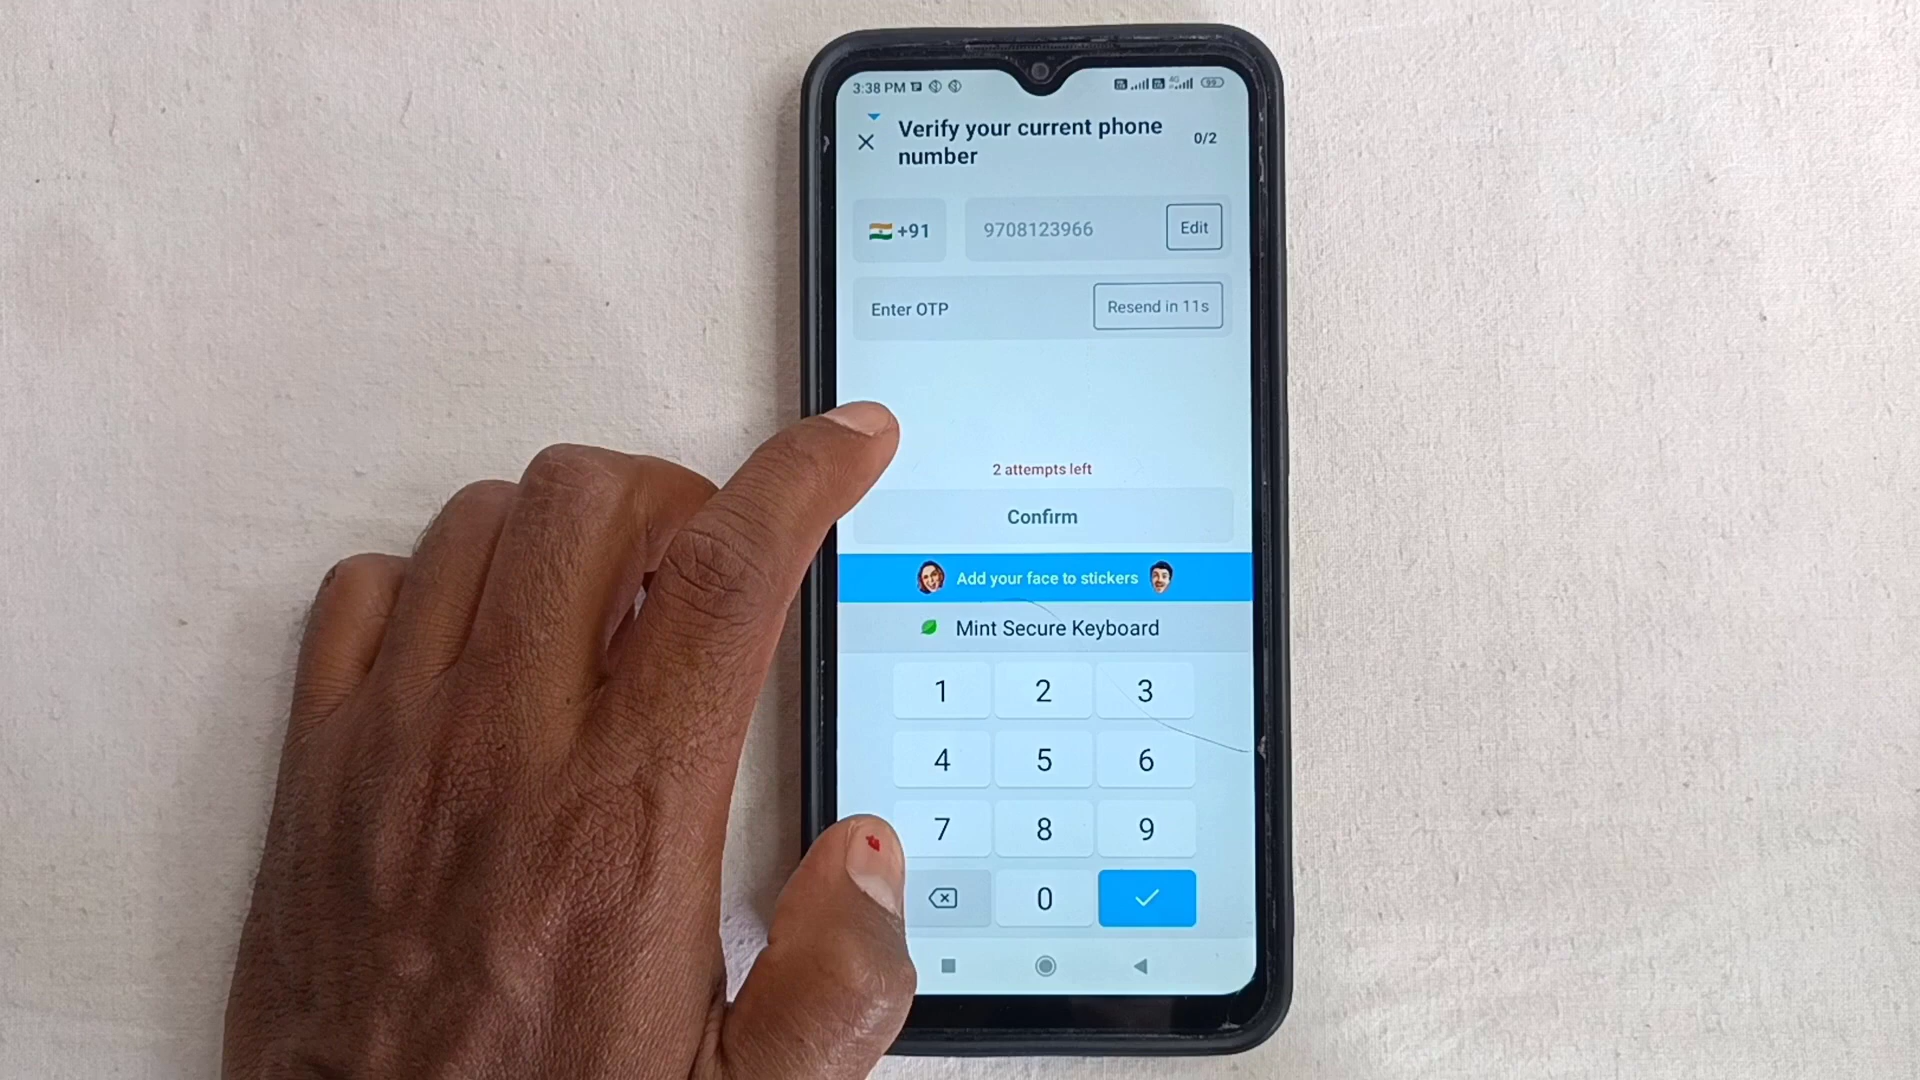 3:38 PM
Verify your current phone
number
0/2
+91
9708123966
Edit
Enter OTP
Resend in 11s
2 attempts left
Confirm
Add your face to stickers
Mint Secure Keyboard
1 2 3
4 5 6
7 8 9
0